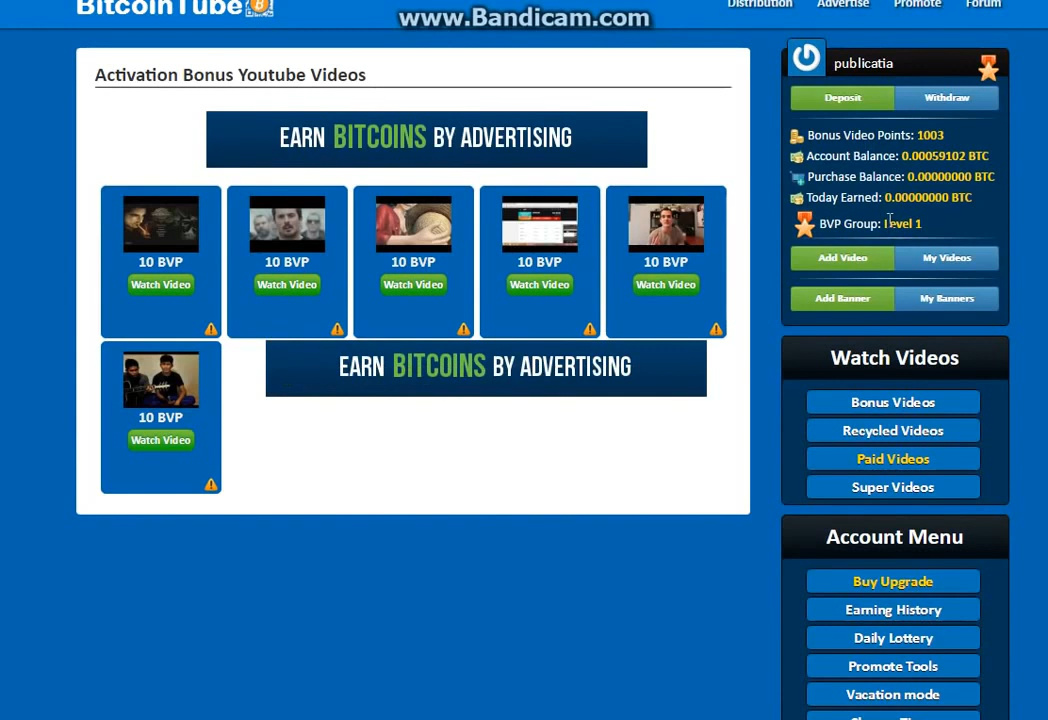 BitcoinTube
www.Bandicam.com
Distribution Advertise Promote Forum
Activation Bonus Youtube Videos
EARN BITCOINS BY ADVERTISING
10 BVP 10 BVP 10 BVP 10 BVP 10 BVP
Watch Video Watch Video Watch Video Watch Video Watch Video
10 BVP
Watch Video
EARN BITCOINS BY ADVERTISING
publicatia
Deposit Withdraw
Bonus Video Points: 1003
Account Balance: 0.00059102 BTC
Purchase Balance: 0.00000000 BTC
Today Earned: 0.00000000 BTC
BVP Group: Level 1
Add Video My Videos
Add Banner My Banners
Watch Videos
Bonus Videos
Recycled Videos
Paid Videos
Super Videos
Account Menu
Buy Upgrade
Earning History
Daily Lottery
Promote Tools
Vacation mode